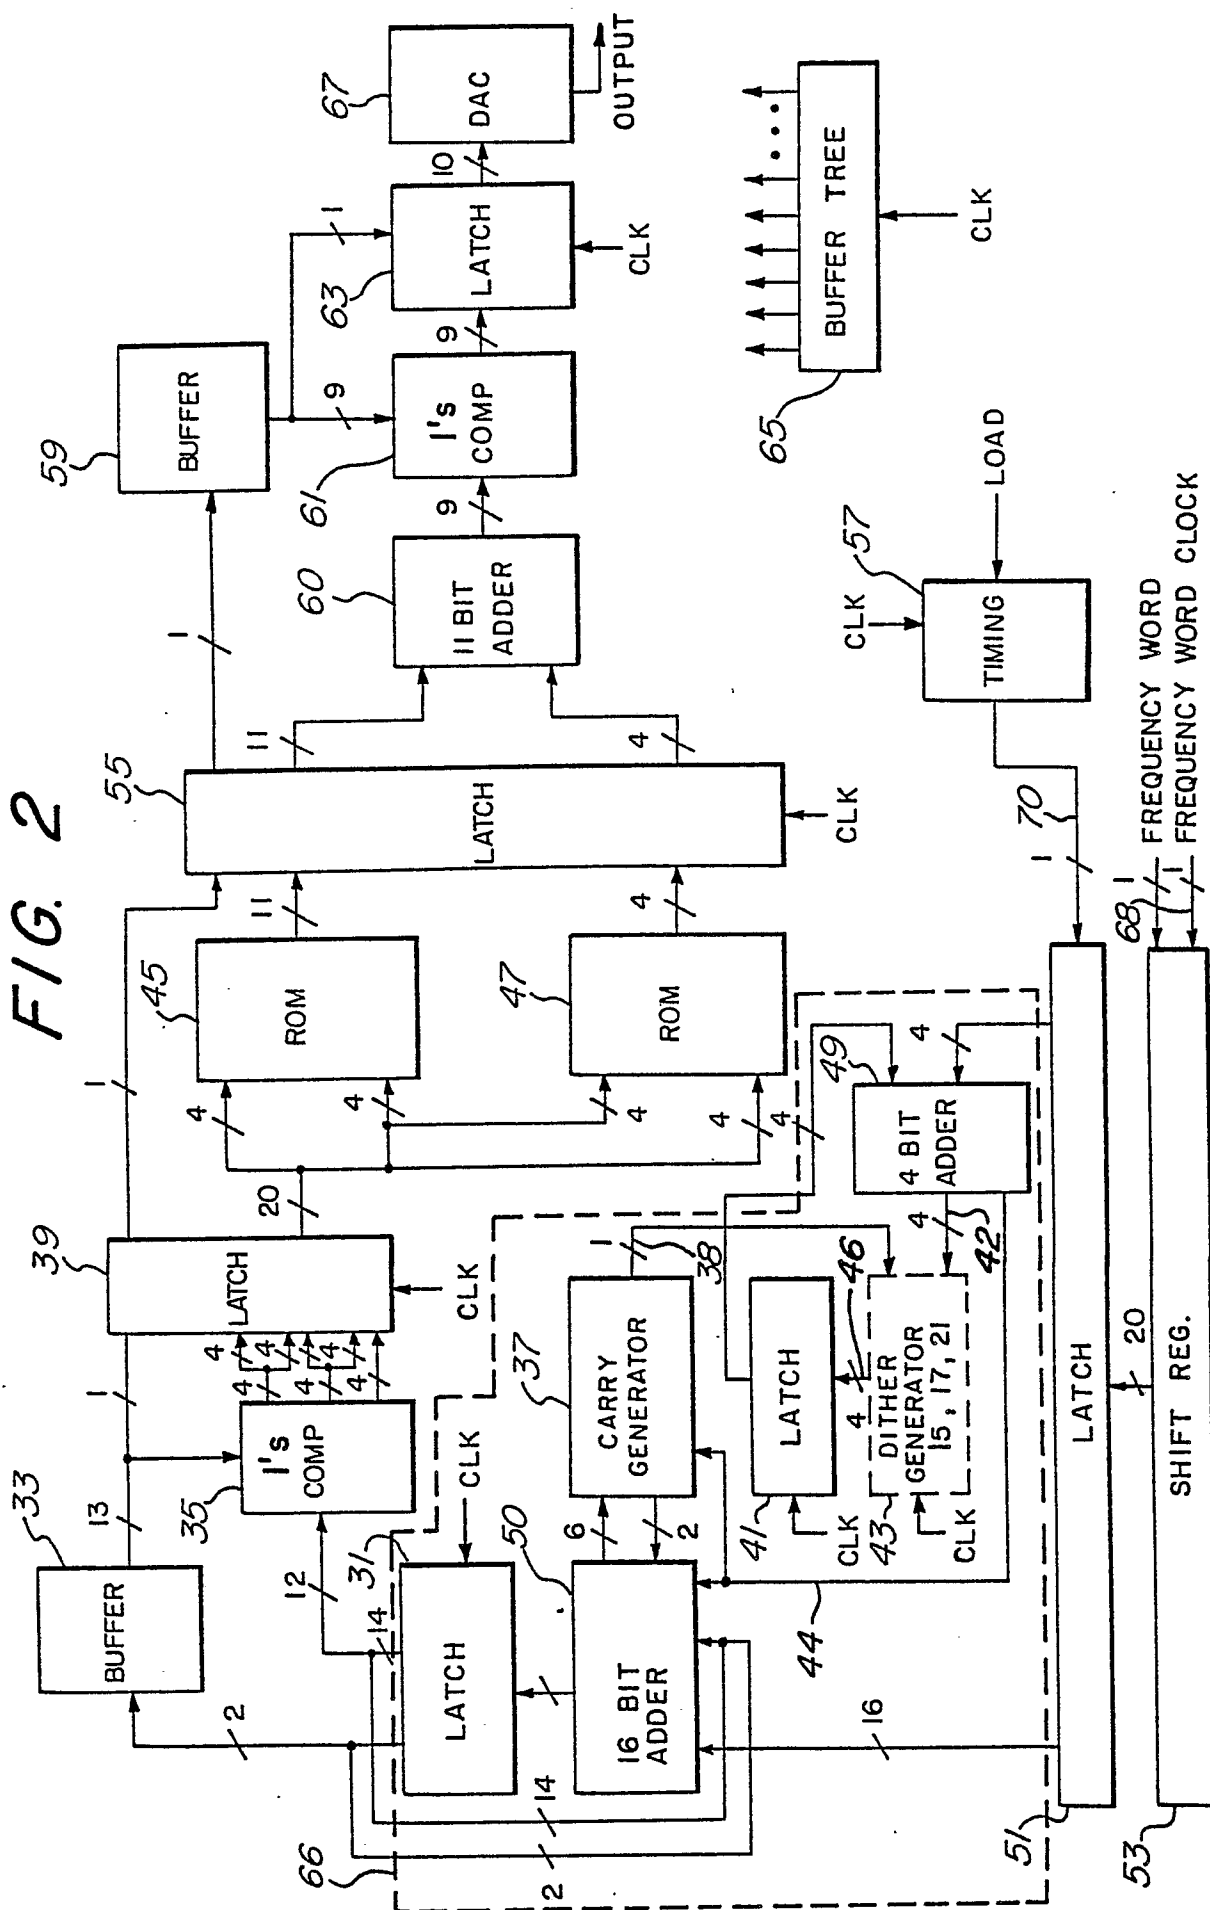 FIG. 2
33
BUFFER
2
13
1
35
1's
COMP
12
4
4
4
4
4
4
4
39
LATCH
CLK
1
20
4
4
4
4
45
ROM
11
47
ROM
4
55
LATCH
CLK
1
11
4
59
BUFFER
1
9
60
11 BIT
ADDER
9
61
1's
COMP
9
63
LATCH
CLK
10
67
DAC
OUTPUT
65
BUFFER TREE
CLK
66
31
LATCH
CLK
14
14
2
50
16 BIT
ADDER
16
6
2
37
CARRY
GENERATOR
1
38
41
LATCH
CLK
4
46
43
DITHER
GENERATOR
15, 17, 21
CLK
44
4
42
49
4 BIT
ADDER
4
4
51
LATCH
20
53
SHIFT REG.
57
TIMING
CLK
LOAD
70
1
68
1
FREQUENCY WORD
1
FREQUENCY WORD CLOCK